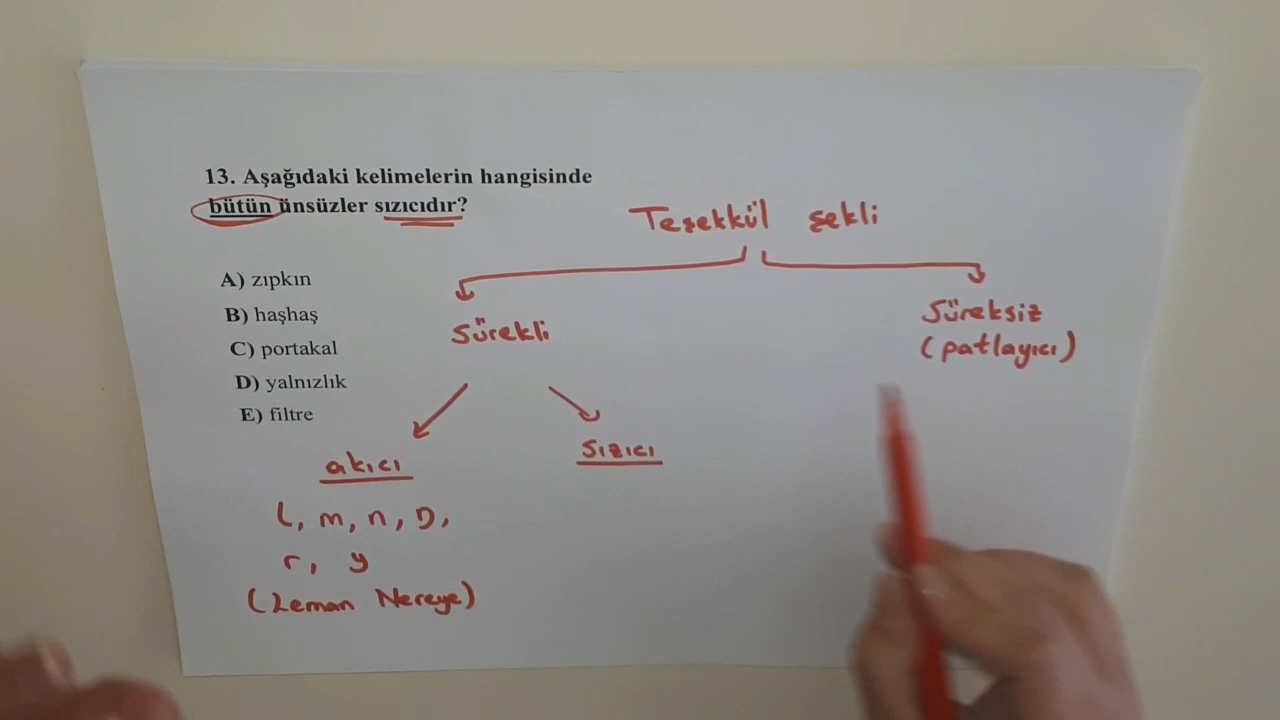 13. Aşağıdaki kelimelerin hangisinde
bütün ünsüzler sızıcıdır?
A) zıpkın
B) haşhaş
C) portakal
D) yalnızlık
E) filtre
Teşekkül şekli
Sürekli
Süreksiz
(patlayıcı)
akıcı
sızıcı
l, m, n, ŋ,
r, y
(Leman Nereye)